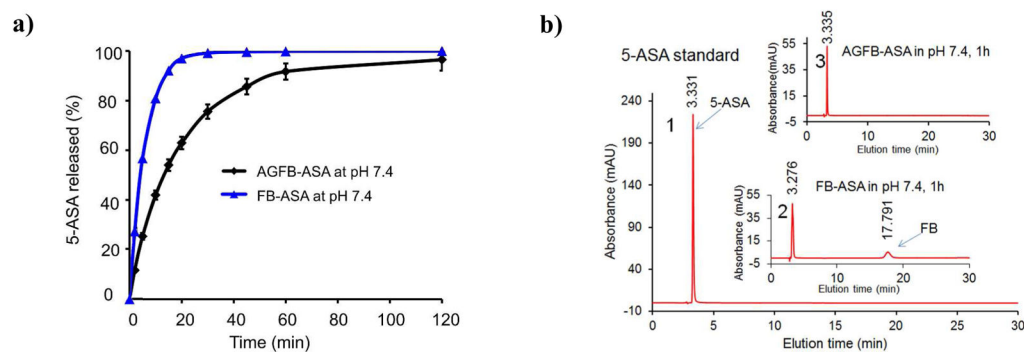 a)
5-ASA released (%)
100
80
60
40
20
0
AGFB-ASA at pH 7.4
FB-ASA at pH 7.4
0 20 40 60 80 100 120
Time (min)
b)
5-ASA standard
Absorbance (mAU)
240
190
140
90
40
-10
1
3.331
5-ASA
0 5 10 15 20 25 30
Elution time (min)
Absorbance(mAU)
55
35
15
-5
3
3.335
AGFB-ASA in pH 7.4, 1h
0 10 20 30
Elution time (min)
FB-ASA in pH 7.4, 1h
Absorbance (mAU)
55
35
15
-5
2
3.276
17.791
FB
0 10 20 30
Elution time (min)